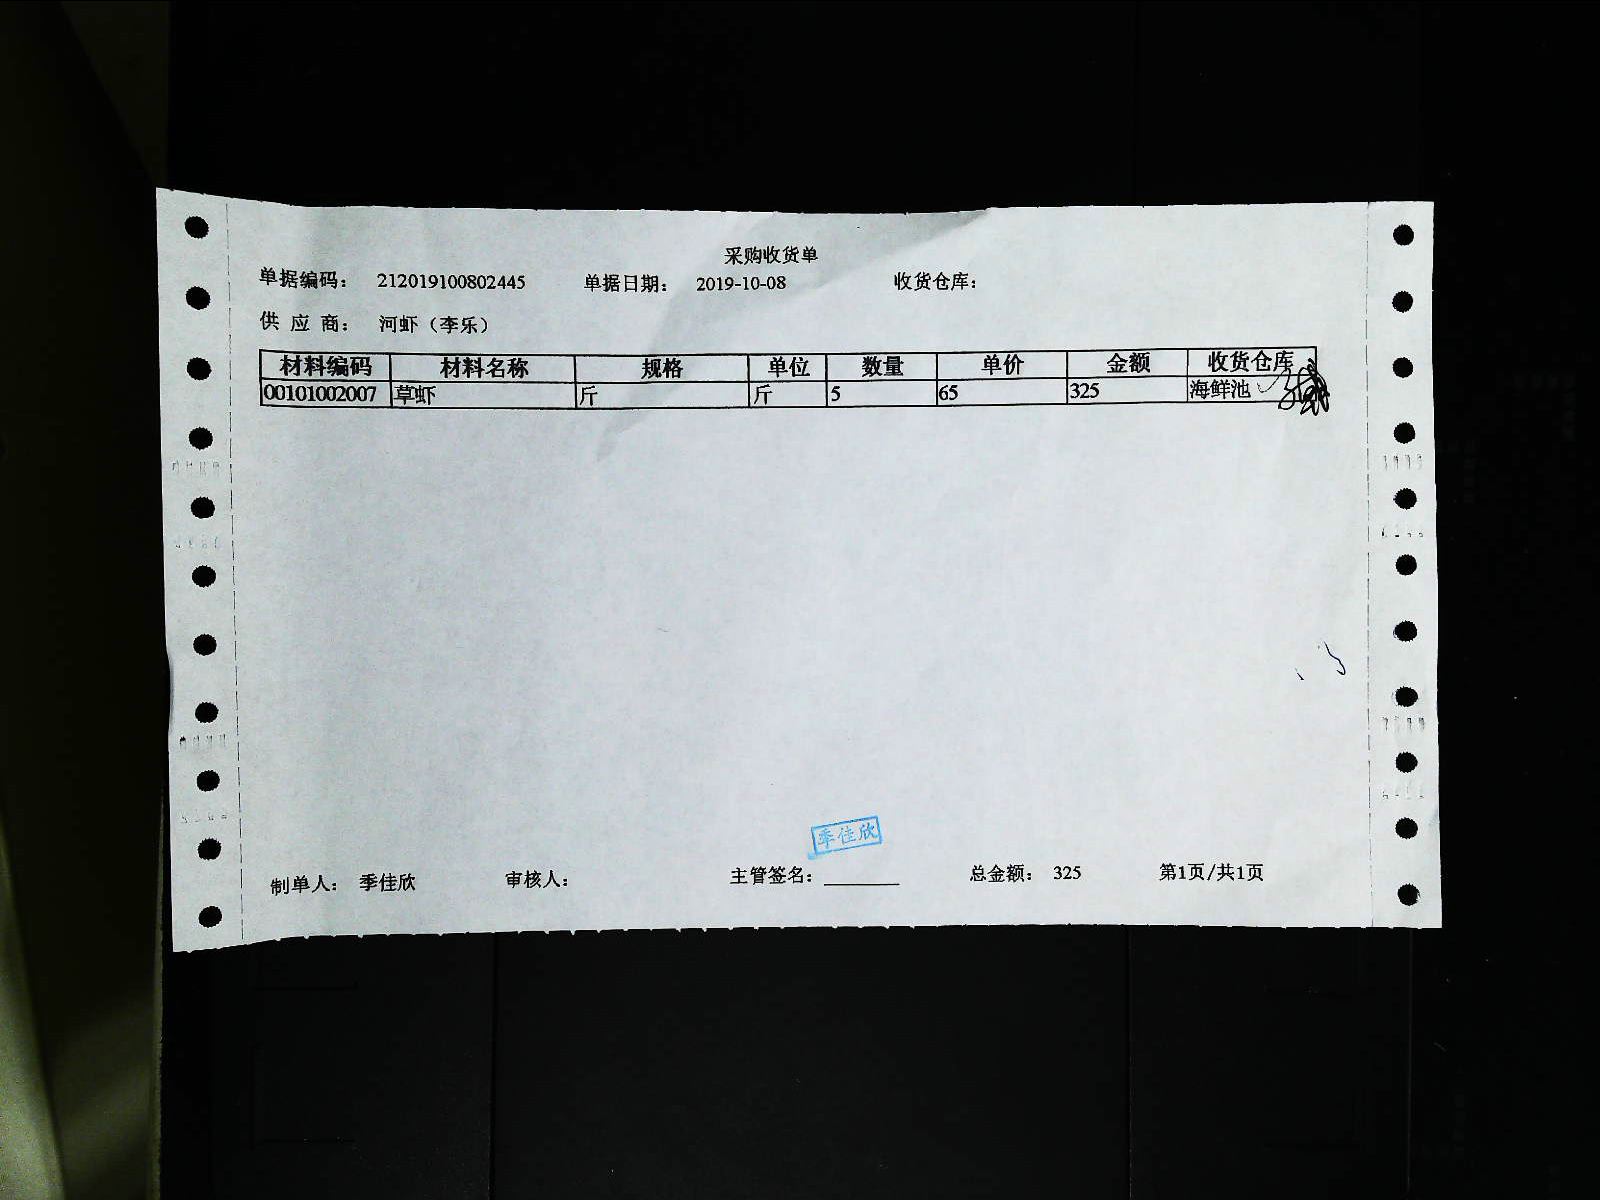 采购收货单
单据编码： 212019100802445 单据日期： 2019-10-08 收货仓库：
供 应 商： 河虾（李乐）
材料编码 材料名称 规格 单位 数量 单价 金额 收货仓库
00101002007 草虾 斤 斤 5 65 325 海鲜池
季佳欣
制单人： 季佳欣 审核人： 主管签名： 总金额： 325 第1页/共1页